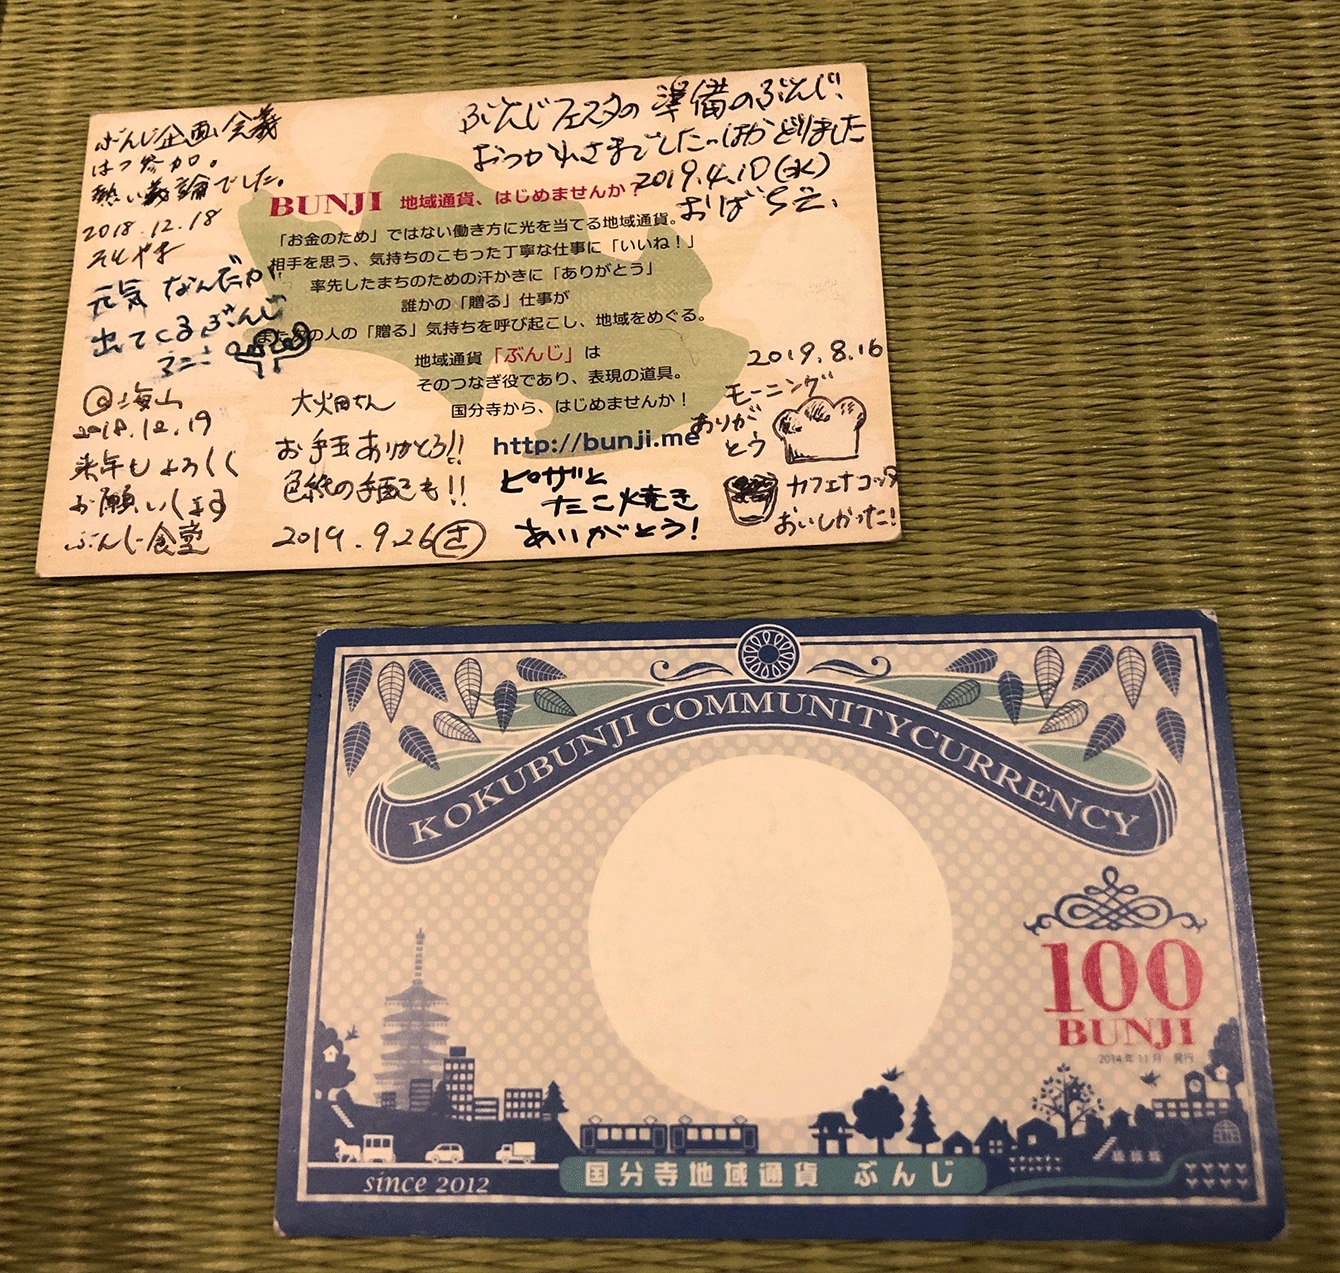 ぶんじ企画会議
はつ参加。
熱い議論でした。
2018.12.18
元気 なんだか
出てくるぶんじ
@海山
2018.12.19
来年もよろしく
お願いします
ぶんじ食堂
ぶんじフェスタの 準備のぶんじ
おつかれさまでした
2019.4.10(水)
BUNJI 地域通貨、はじめませんか?
「お金のため」ではない働き方に光を当てる地域通貨。
相手を思う、気持ちのこもった丁寧な仕事に「いいね!」
率先したまちのための汗かきに「ありがとう」
誰かの「贈る」仕事が
の人の「贈る」気持ちを呼び起こし、地域をめぐる。
地域通貨「ぶんじ」は
そのつなぎ役であり、表現の道具。
国分寺から、はじめませんか!
http://bunji.me
お手玉ありがとう!!
色紙の手配も!!
2019.9.26
ピザと
たこ焼き
ありがとう!
2019.8.16
モーニング
ありが
とう
おいしかった!
KOKUBUNJI COMMUNITY CURRENCY
100
BUNJI
2014年11月 発行
since 2012
国分寺地域通貨 ぶんじ